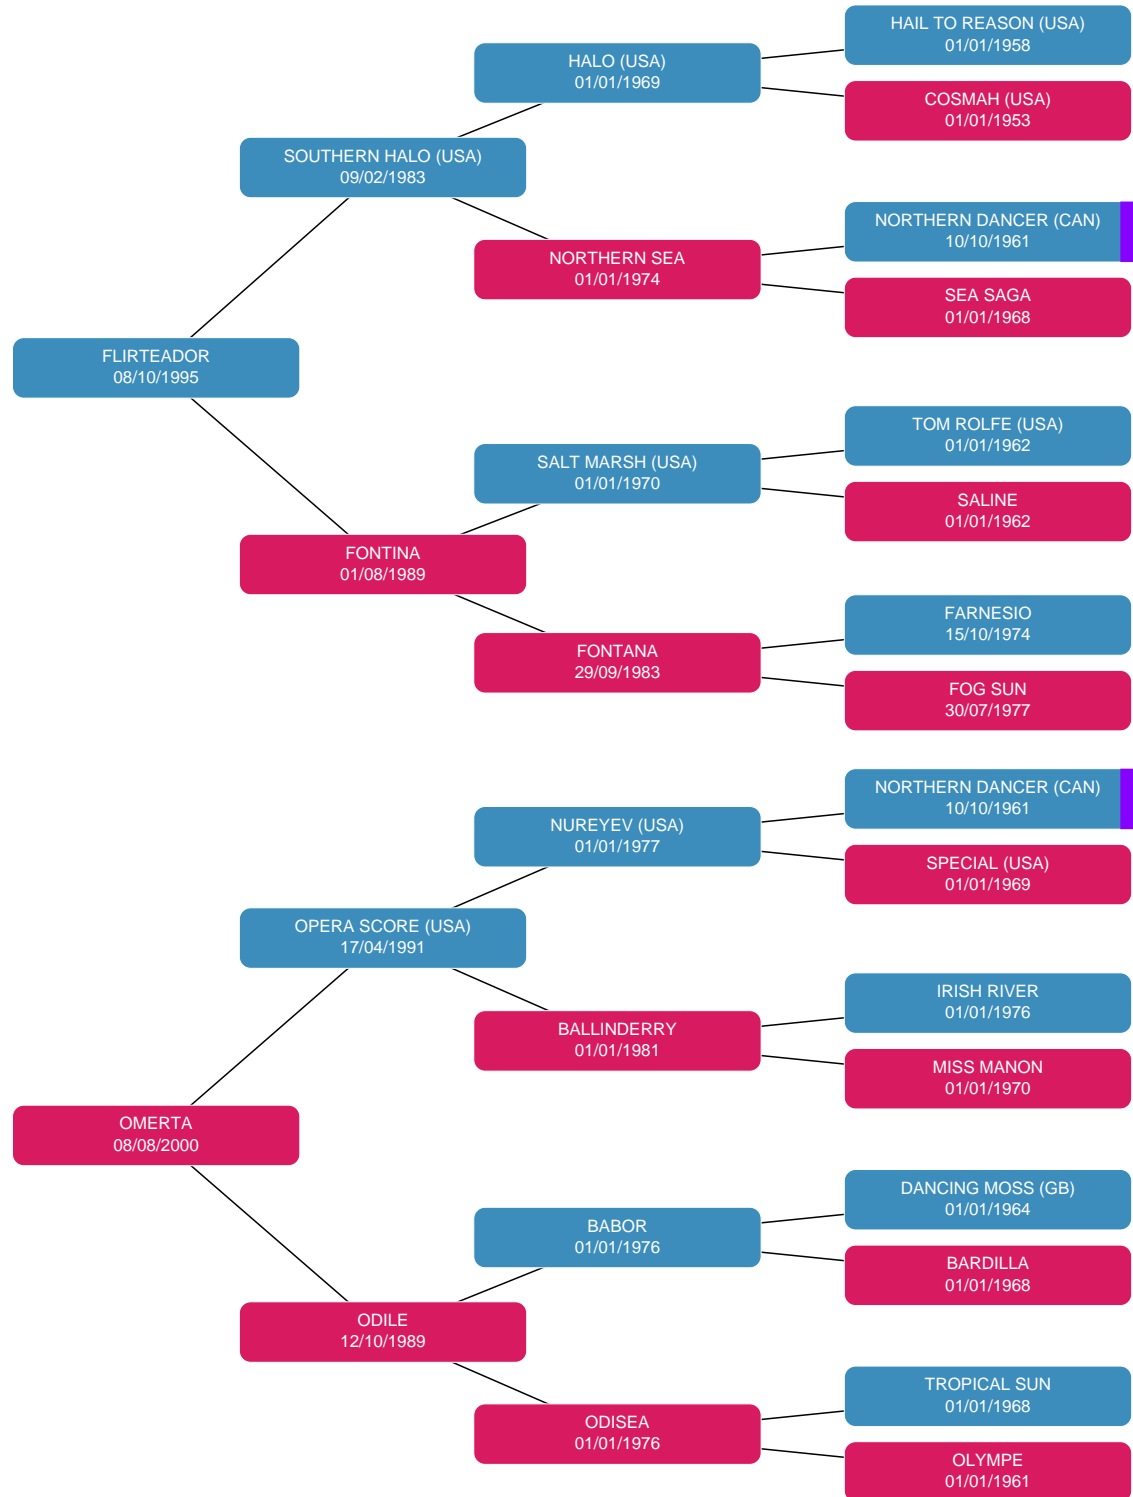 HAIL TO REASON (USA)
01/01/1958
HALO (USA)
01/01/1969
COSMAH (USA)
01/01/1953
SOUTHERN HALO (USA)
09/02/1983
NORTHERN DANCER (CAN)
10/10/1961
NORTHERN SEA
01/01/1974
SEA SAGA
01/01/1968
FLIRTEADOR
08/10/1995
TOM ROLFE (USA)
01/01/1962
SALT MARSH (USA)
01/01/1970
SALINE
01/01/1962
FONTINA
01/08/1989
FARNESIO
15/10/1974
FONTANA
29/09/1983
FOG SUN
30/07/1977
NORTHERN DANCER (CAN)
10/10/1961
NUREYEV (USA)
01/01/1977
SPECIAL (USA)
01/01/1969
OPERA SCORE (USA)
17/04/1991
IRISH RIVER
01/01/1976
BALLINDERRY
01/01/1981
MISS MANON
01/01/1970
OMERTA
08/08/2000
DANCING MOSS (GB)
01/01/1964
BABOR
01/01/1976
BARDILLA
01/01/1968
ODILE
12/10/1989
TROPICAL SUN
01/01/1968
ODISEA
01/01/1976
OLYMPE
01/01/1961